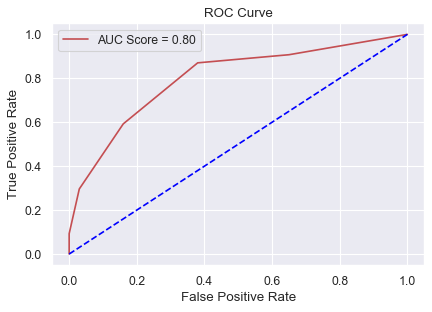 ROC Curve
AUC Score = 0.80
True Positive Rate
1.0
0.8
0.6
0.4
0.2
0.0
0.0 0.2 0.4 0.6 0.8 1.0
False Positive Rate